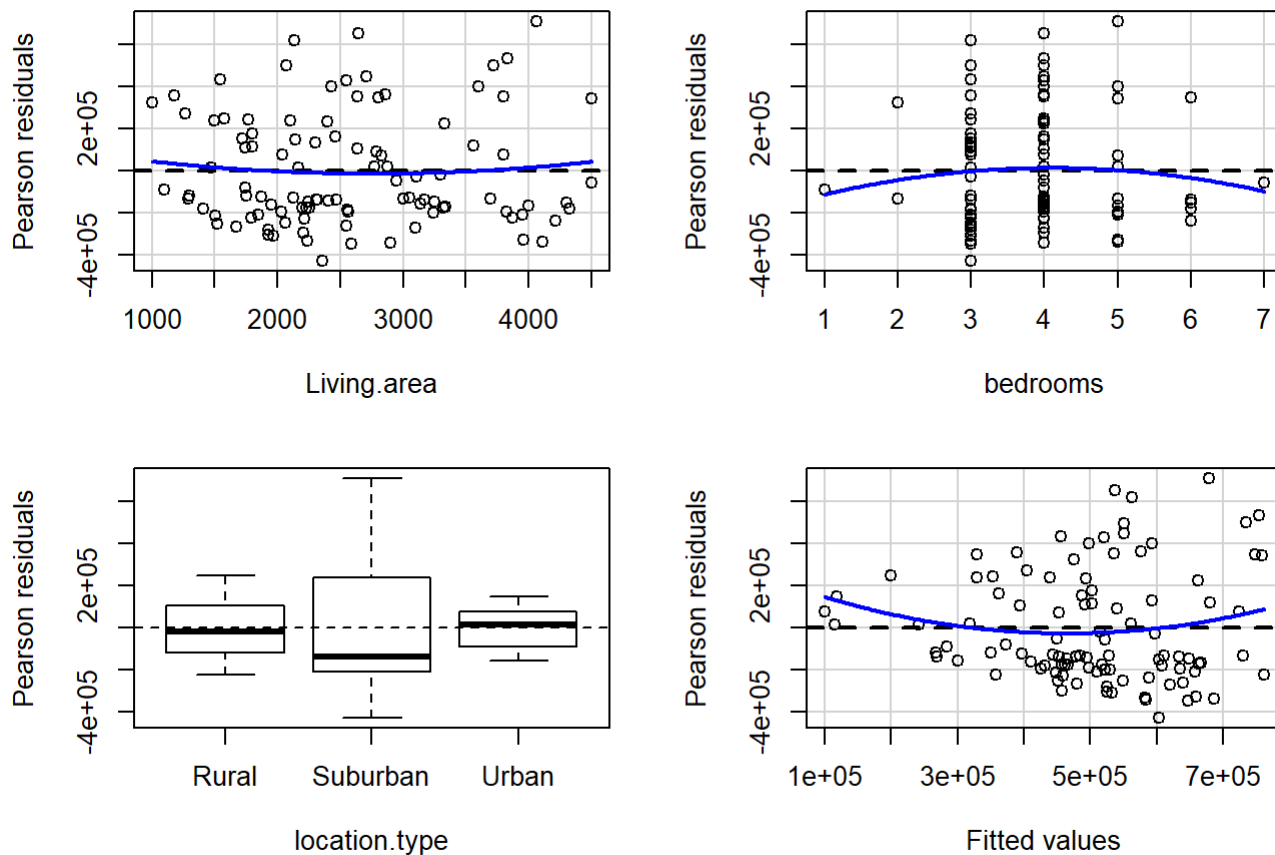 Pearson residuals
-4e+05 2e+05
1000 2000 3000 4000
Living.area
Pearson residuals
-4e+05 2e+05
1 2 3 4 5 6 7
bedrooms
Pearson residuals
-4e+05 2e+05
Rural Suburban Urban
location.type
Pearson residuals
-4e+05 2e+05
1e+05 3e+05 5e+05 7e+05
Fitted values